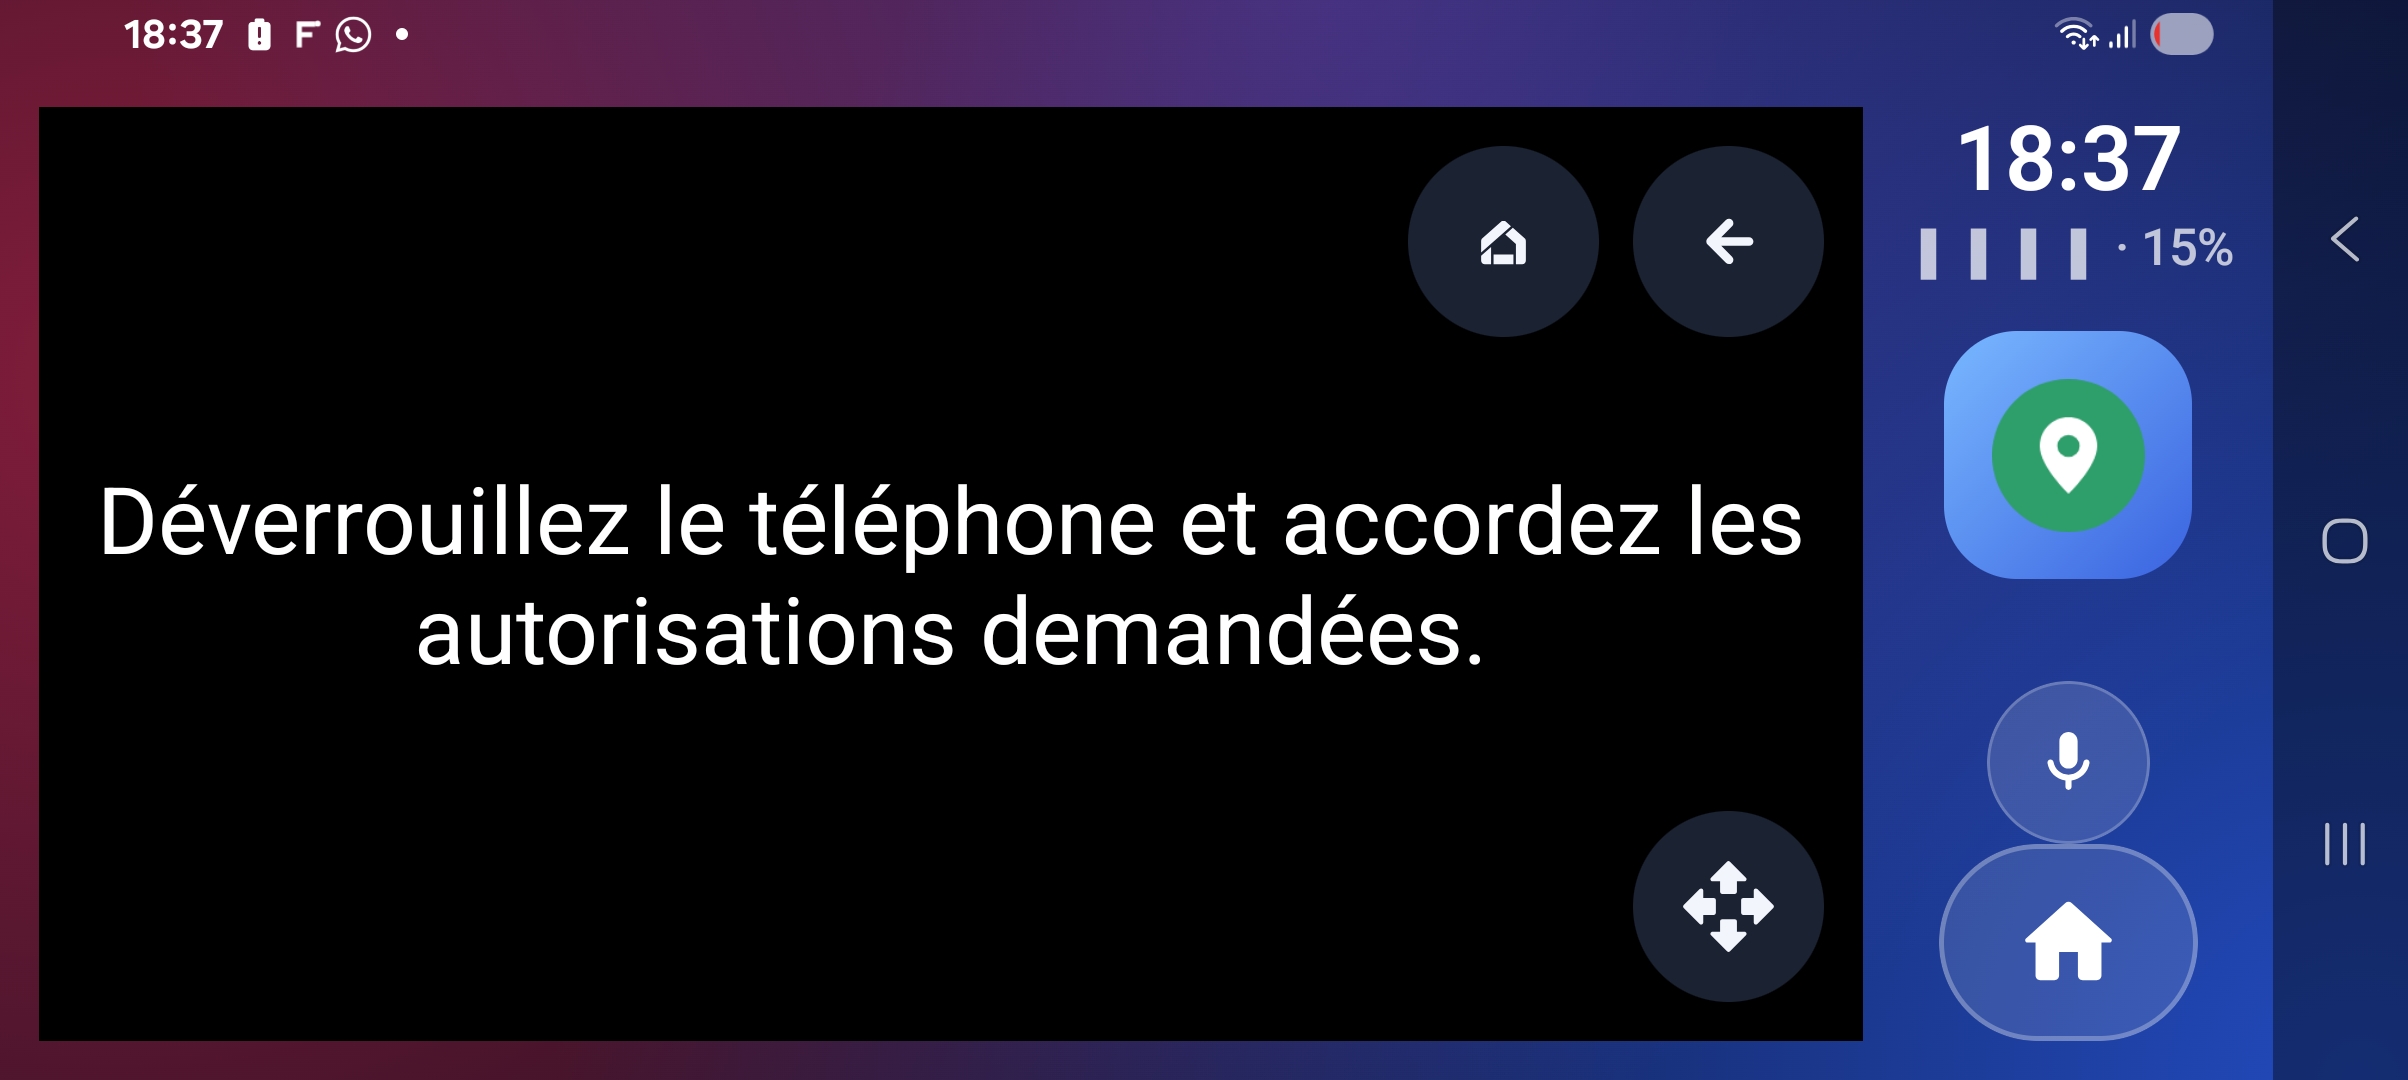 18:37
18:37
· 15%
Déverrouillez le téléphone et accordez les
autorisations demandées.